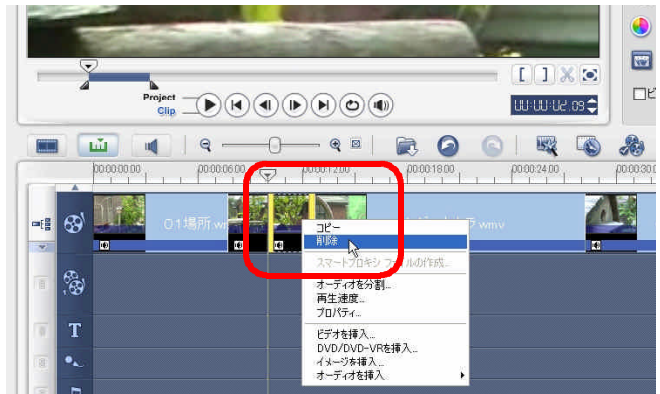 [ ]
ビ
Project
Clip
00:00:02.09
00:00:00:00
00:00:06:00
00:00:12:00
00:00:18:00
00:00:24:00
00:00:30:0
01場所.w
wmv
コピー
削除
スマートプロキシ ファイルの作成...
オーディオを分割...
再生速度...
プロパティ...
ビデオを挿入...
DVD/DVD-VRを挿入...
イメージを挿入...
オーディオを挿入
T